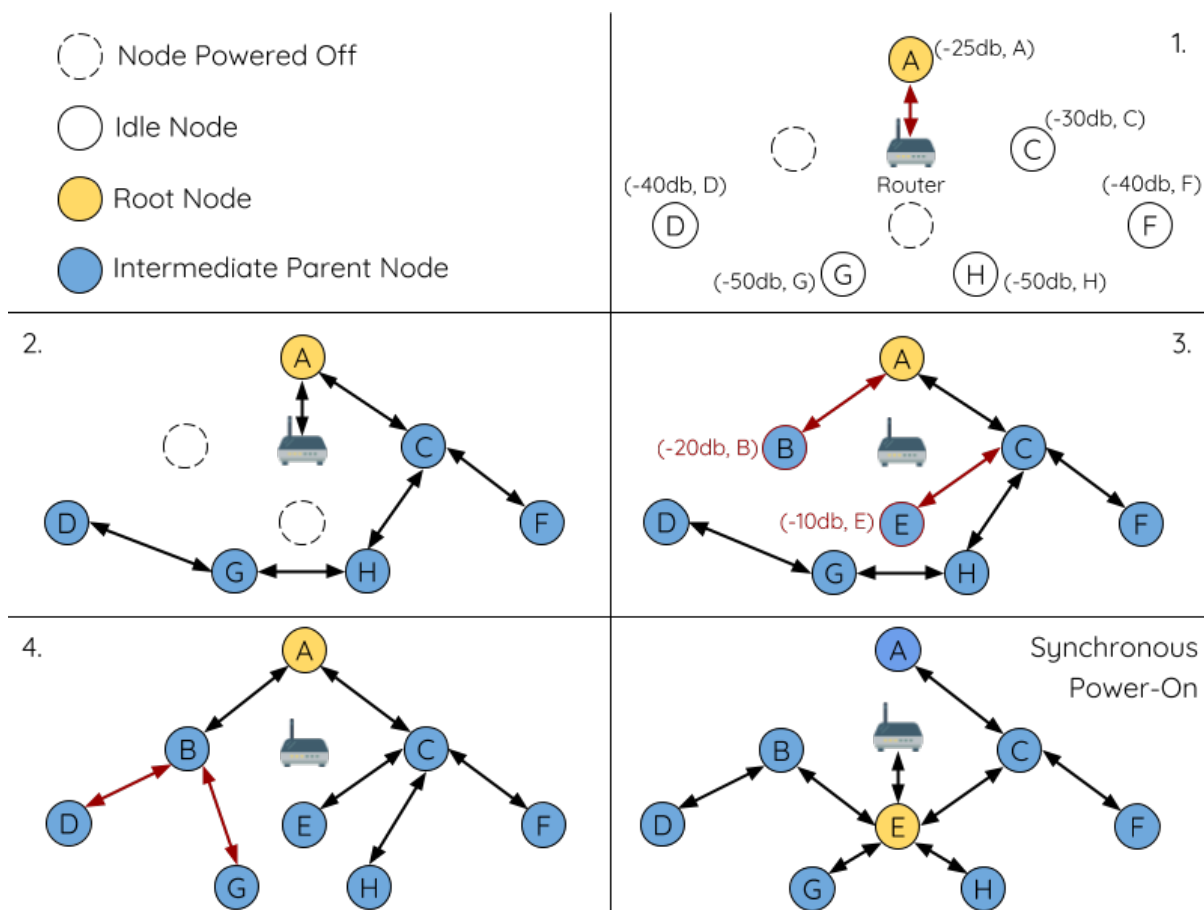 Node Powered Off
Idle Node
Root Node
Intermediate Parent Node
1.
A
(-25db, A)
(-30db, C)
C
Router
(-40db, D)
D
(-40db, F)
F
(-50db, G)
G
H
(-50db, H)
2.
A
C
D
F
G
H
3.
A
(-20db, B)
B
C
D
(-10db, E)
E
F
G
H
4.
A
B
C
D
E
F
G
H
Synchronous
Power-On
A
B
C
D
E
F
G
H